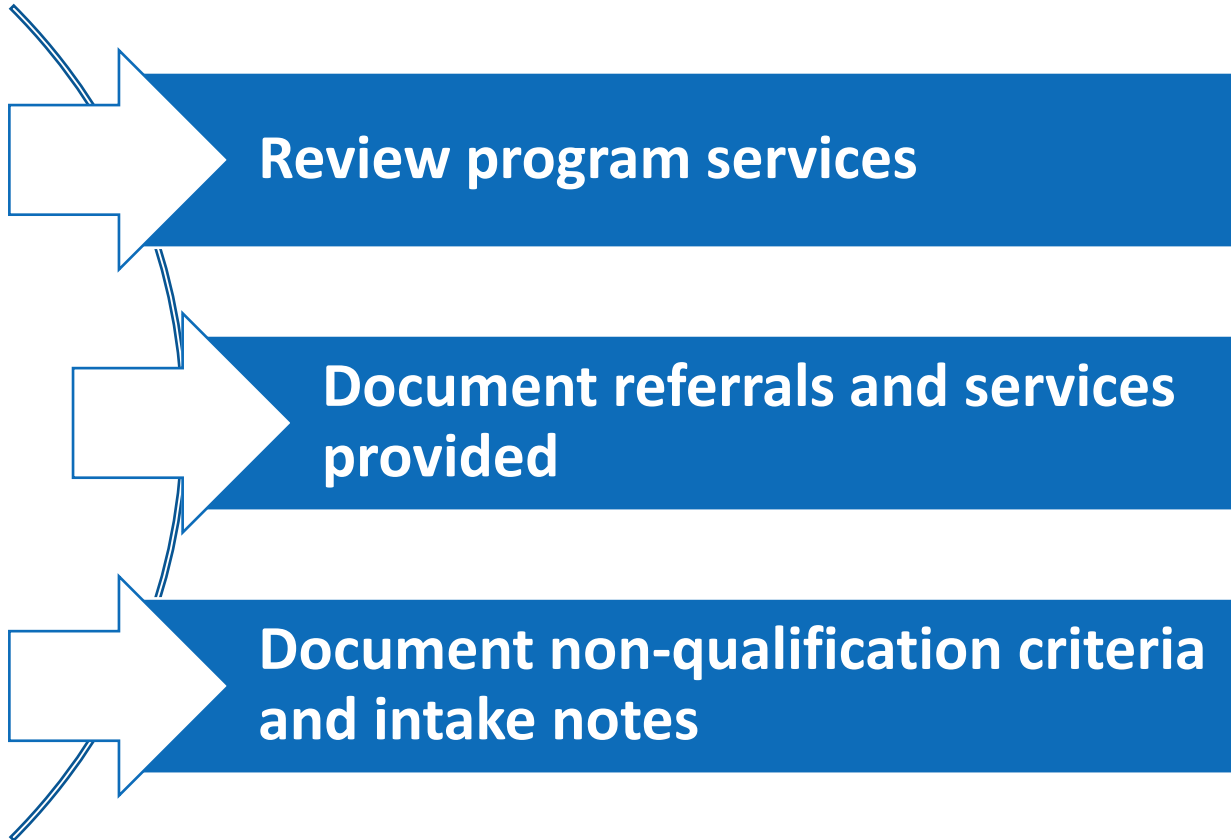 Review program services
Document referrals and services
provided
Document non-qualification criteria
and intake notes